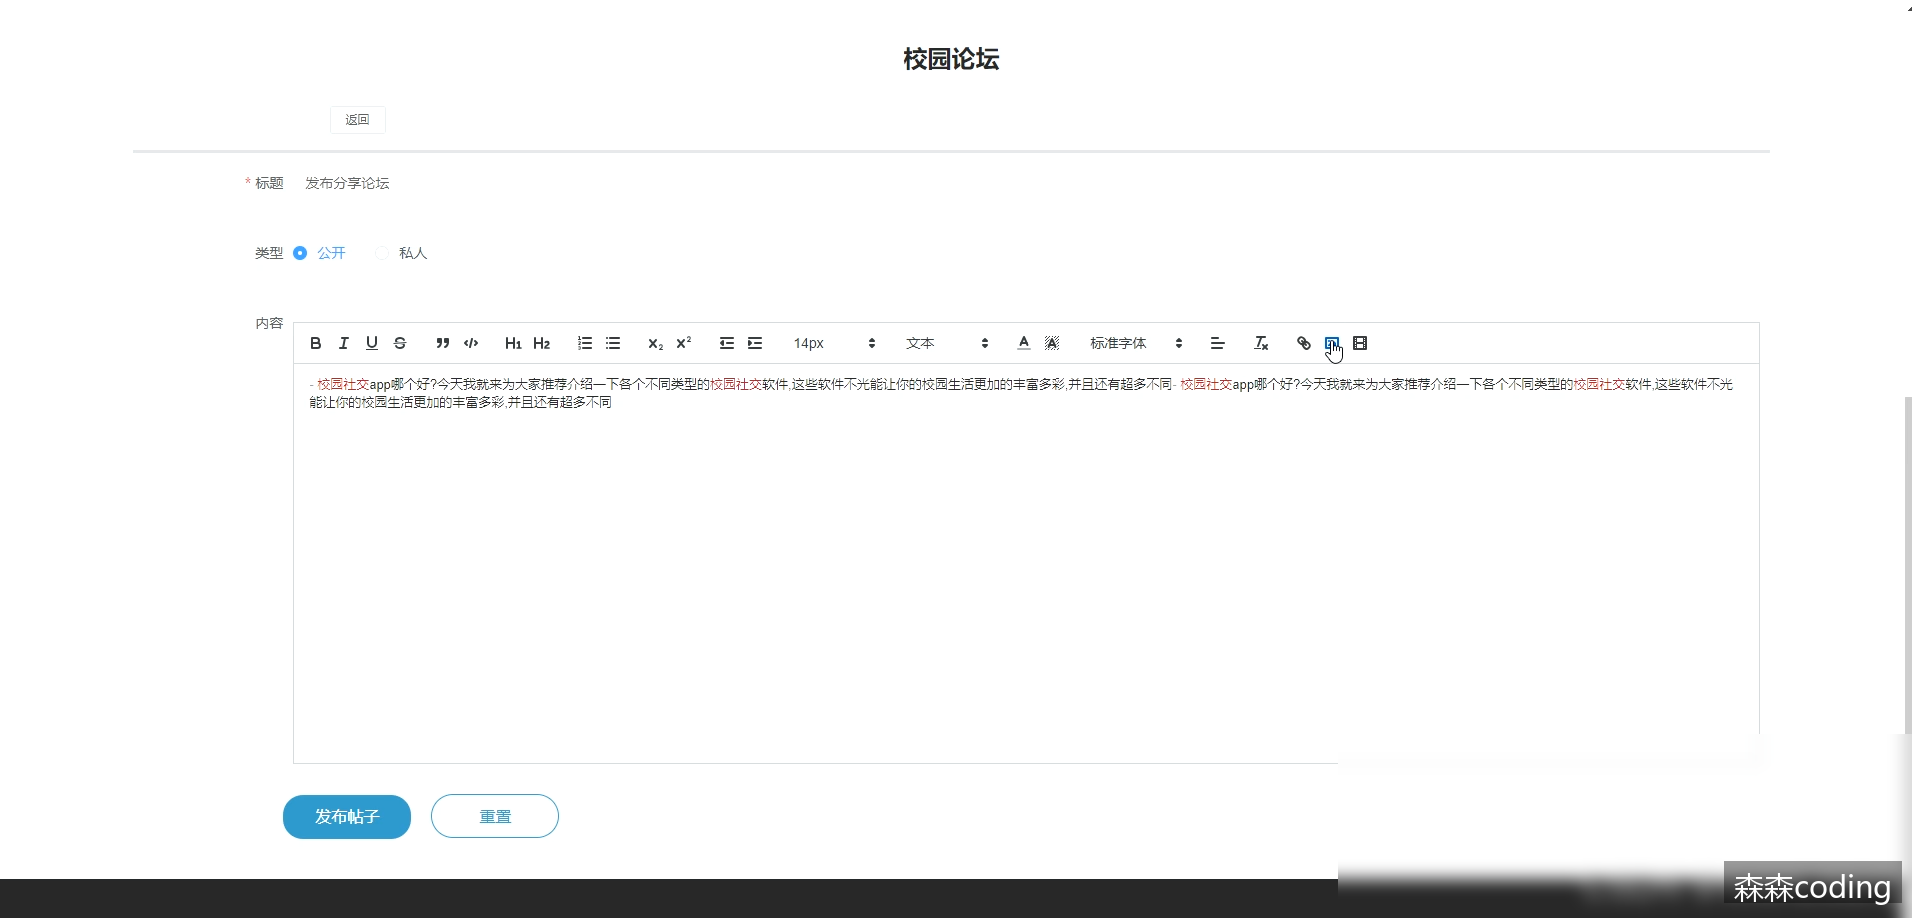 校园论坛
返回
* 标题 发布分享论坛
类型 公开 私人
内容
B I U S ” </> H1 H2 X2 X2 14px 文本 A A 标准字体 Tx
- 校园社交app哪个好?今天我就来为大家推荐介绍一下各个不同类型的校园社交软件,这些软件不光能让你的校园生活更加的丰富多彩,并且还有超多不同- 校园社交app哪个好?今天我就来为大家推荐介绍一下各个不同类型的校园社交软件,这些软件不光
能让你的校园生活更加的丰富多彩,并且还有超多不同
发布帖子 重置
森森coding